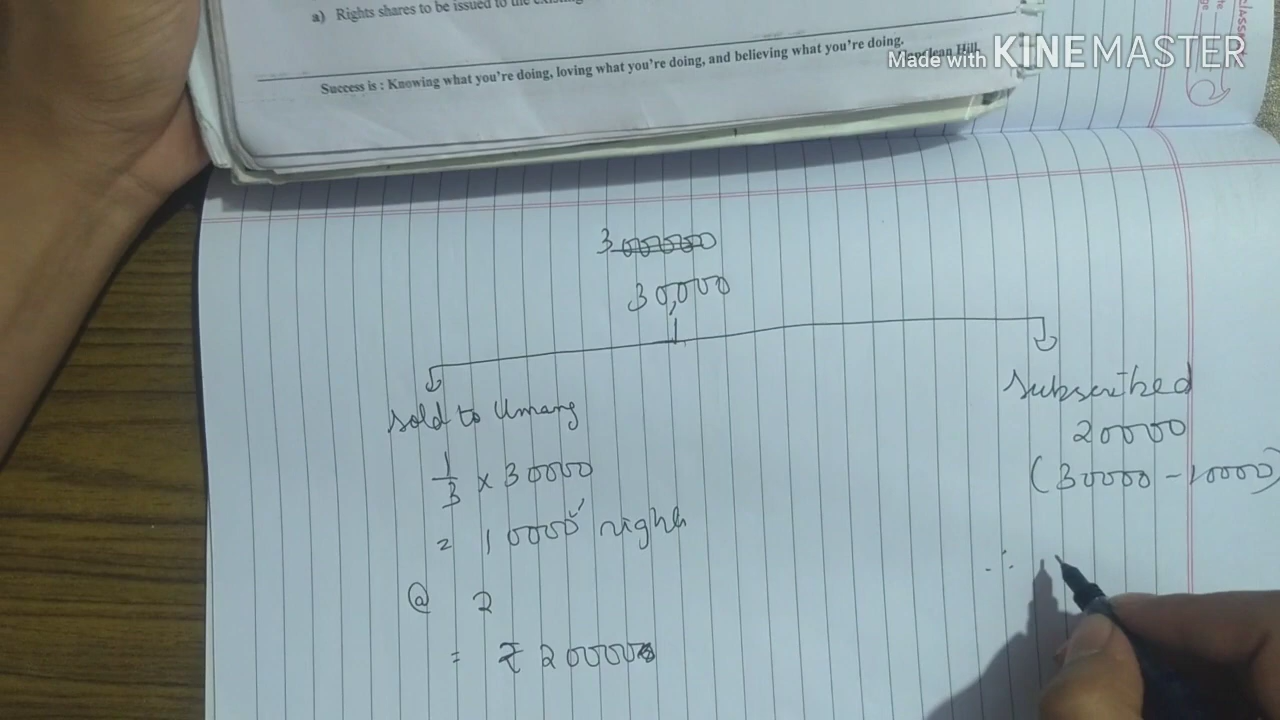 a) Rights shares to be issued to the existing
Success is : Knowing what you're doing, loving what you're doing, and believing what you're doing.
Hill
Made with KINEMASTER
30,000
Sold to Umang
1/3 × 30000
= 10000 rights
@ 2
= ₹ 20000
Subscribed
20000
(30000 - 10000)
∴